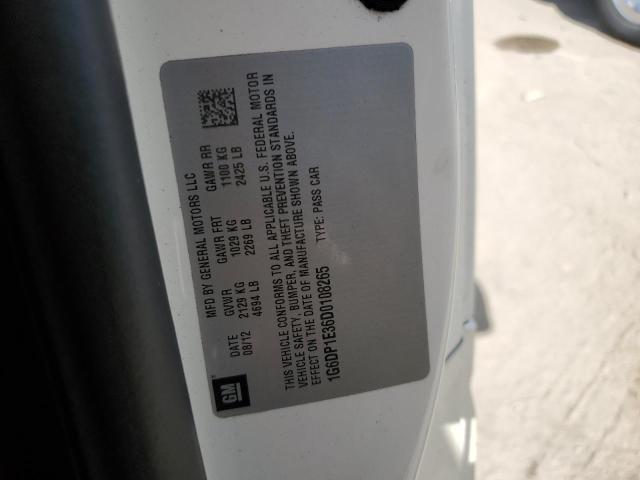 GM
MFD BY GENERAL MOTORS LLC
DATE GVWR GAWR FRT GAWR RR
08/12 2129 KG 1029 KG 1100 KG
4694 LB 2269 LB 2425 LB
THIS VEHICLE CONFORMS TO ALL APPLICABLE U.S. FEDERAL MOTOR
VEHICLE SAFETY, BUMPER, AND THEFT PREVENTION STANDARDS IN
EFFECT ON THE DATE OF MANUFACTURE SHOWN ABOVE.
1G6DP1E36D0108265 TYPE: PASS CAR